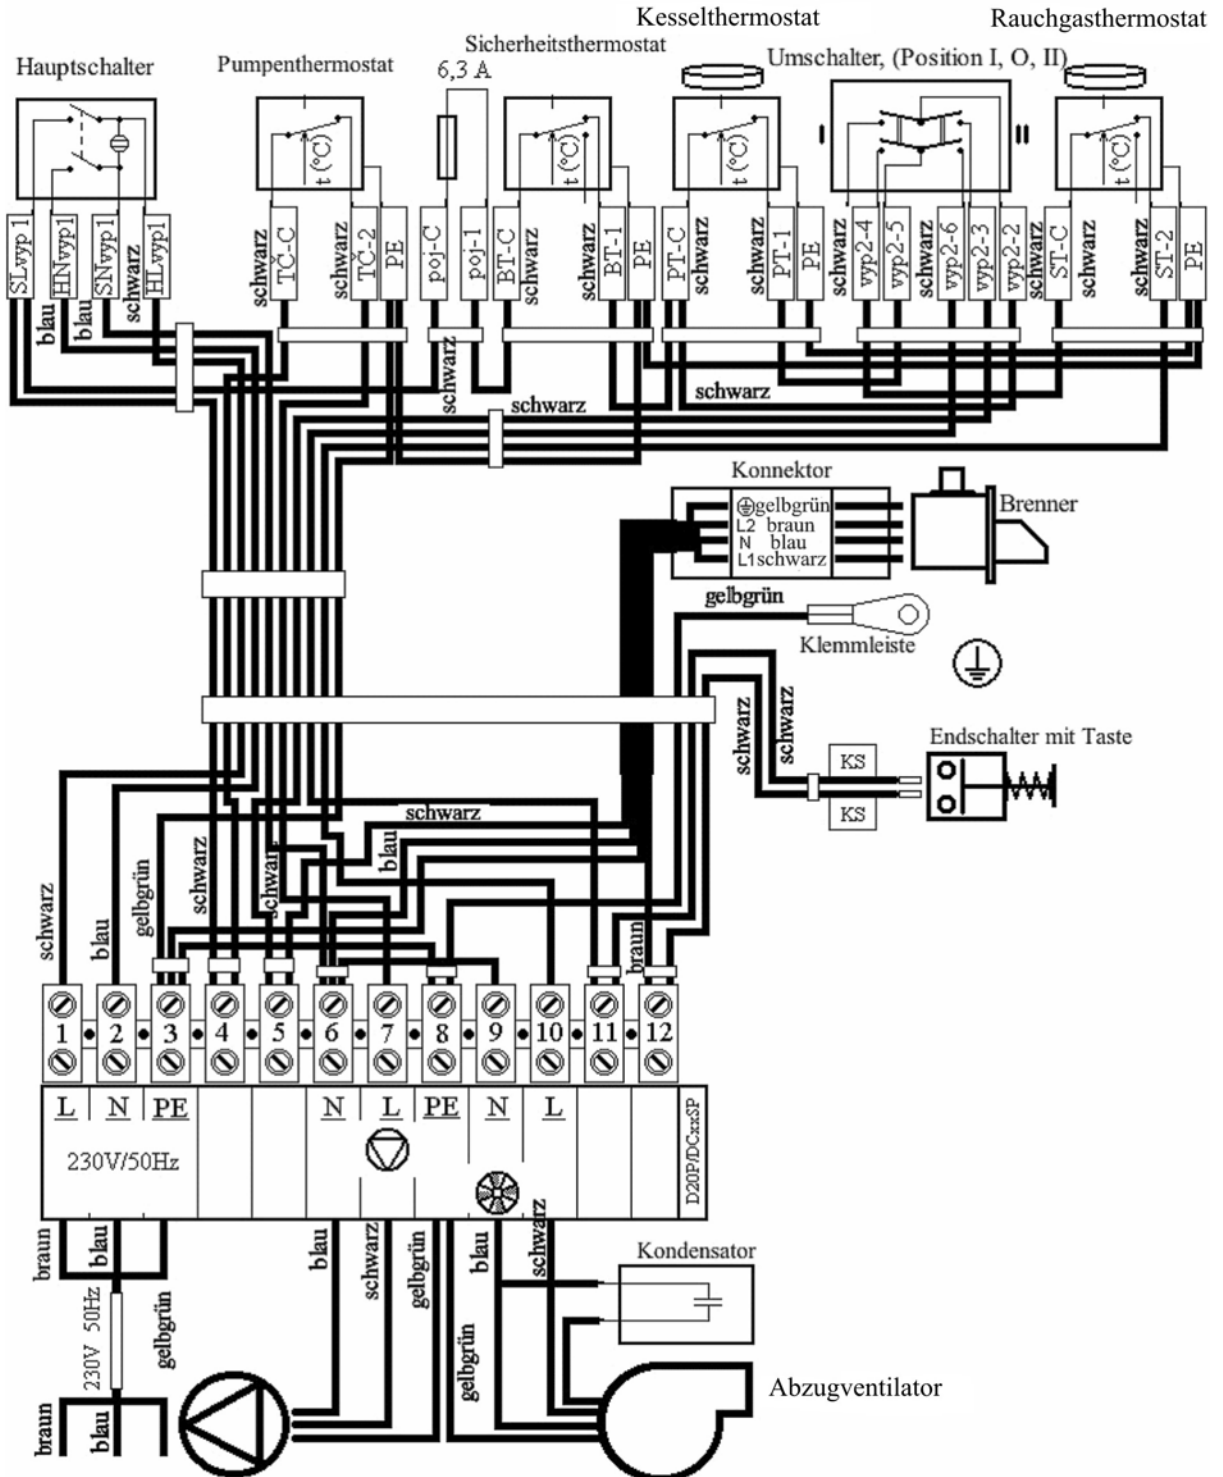 Kesselthermostat
Rauchgasthermostat
Sicherheitsthermostat
Hauptschalter
Pumpenthermostat
6,3 A
Umschalter, (Position I, O, II)
I
II
t (°C)
t (°C)
t (°C)
t (°C)
SLvyp 1
HNvyp1
SNvyp1
schwarz
HLvyp1
schwarz
TČ-C
schwarz
TČ-2
PE
poj-C
poj-1
BT-C
schwarz
BT-1
PE
PT-C
schwarz
PT-1
PE
schwarz
vyp2-4
vyp2-5
schwarz
vyp2-6
vyp2-3
vyp2-2
schwarz
ST-C
schwarz
schwarz
ST-2
PE
blau
blau
schwarz
schwarz
schwarz
Konnektor
gelbgrün
L2 braun
N blau
L1 schwarz
Brenner
gelbgrün
Klemmleiste
schwarz
schwarz
Endschalter mit Taste
KS
KS
schwarz
blau
gelbgrün
schwarz
schwarz
schwarz
blau
braun
1 2 3 4 5 6 7 8 9 10 11 12
L N PE N L PE N L
230V/50Hz
D20P/DCxxSP
braun
blau
gelbgrün
230V 50Hz
blau
schwarz
gelbgrün
blau
schwarz
gelbgrün
Kondensator
Abzugventilator
braun
blau